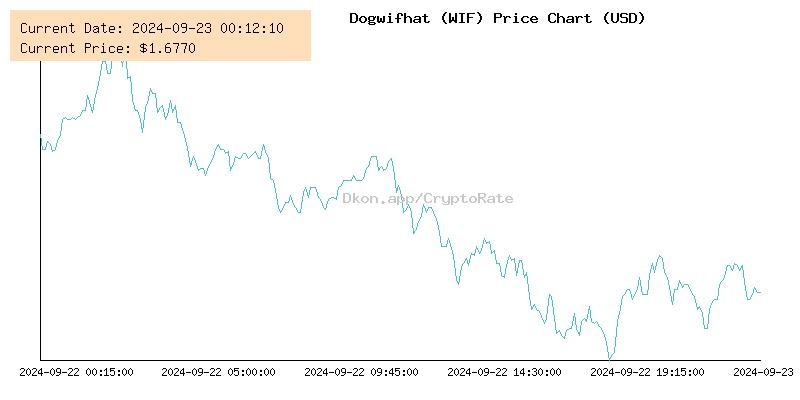 Dogwifhat (WIF) Price Chart (USD)
Current Date: 2024-09-23 00:12:10
Current Price: $1.6770
Dkon.app/CryptoRate
2024-09-22 00:15:00 2024-09-22 05:00:00 2024-09-22 09:45:00 2024-09-22 14:30:00 2024-09-22 19:15:00 2024-09-23